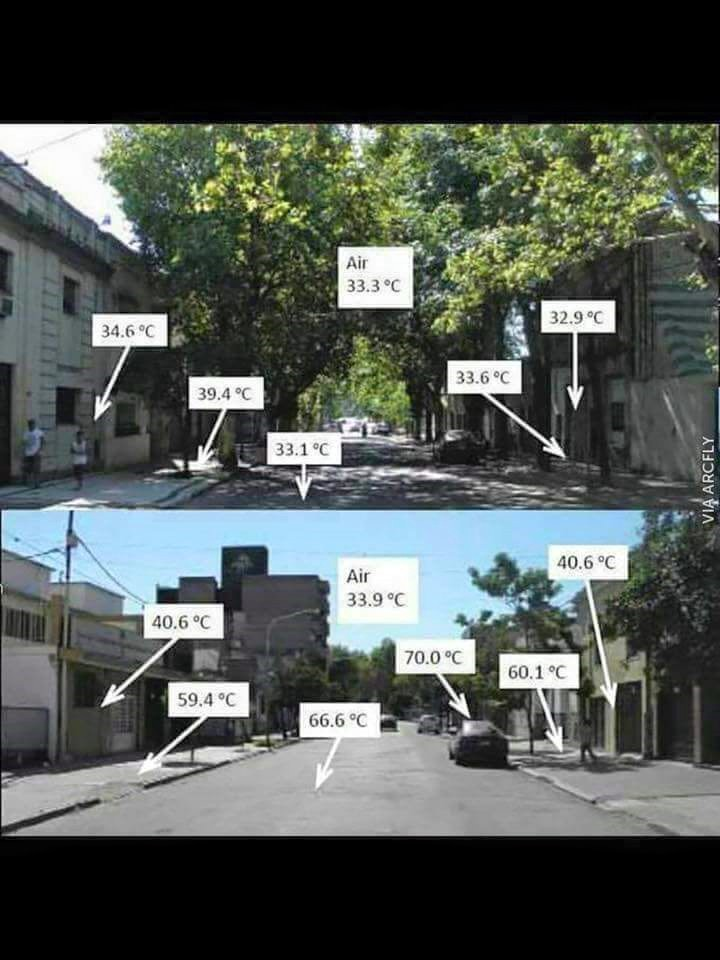 Air
33.3 °C
32.9 °C
34.6 °C
33.6 °C
39.4 °C
33.1 °C
VIA ARCFLY
Air
33.9 °C
40.6 °C
40.6 °C
70.0 °C
60.1 °C
59.4 °C
66.6 °C